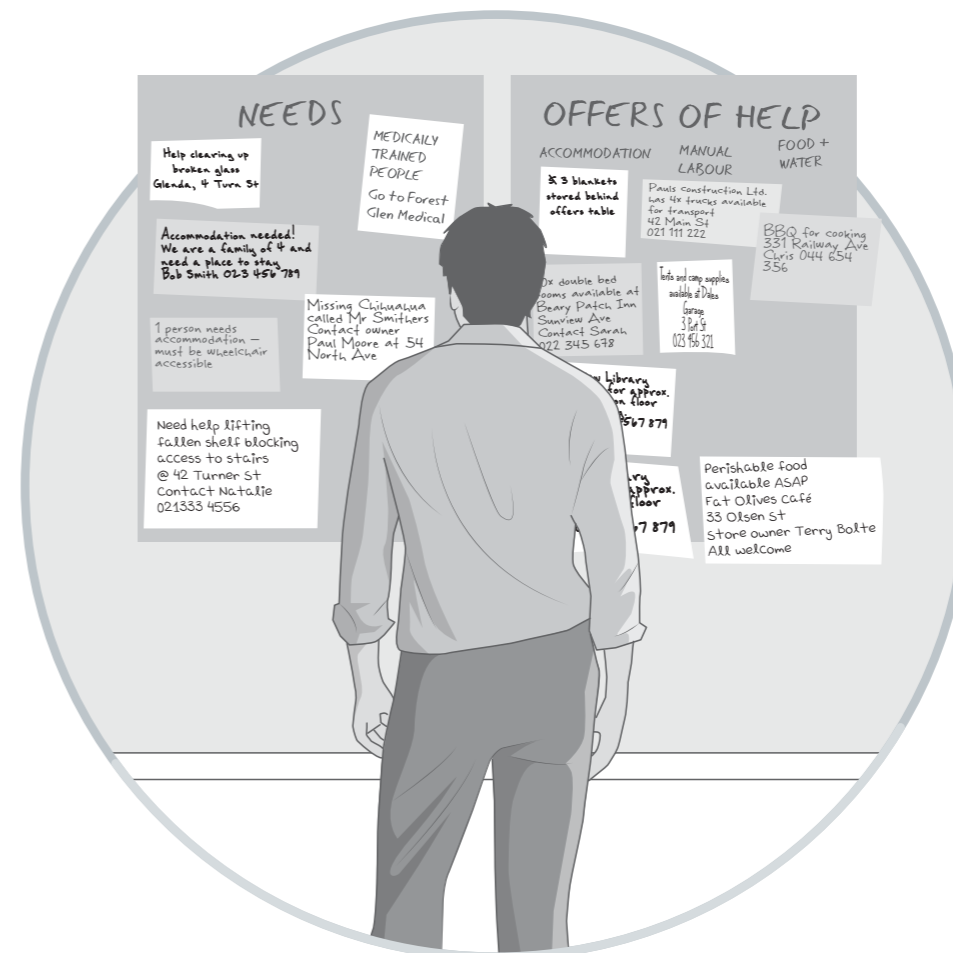 NEEDS
Help clearing up
broken glass
Glenda, 4 Turn St
MEDICAILY
TRAINED
PEOPLE
Go to Forest
Glen Medical
Accommodation needed!
We are a family of 4 and
need a place to stay
Bob Smith 023 456 789
Missing Chihuahua
called Mr Smithers
Contact owner
Paul Moore at 54
North Ave
1 person needs
accommodation –
must be wheelchair
accessible
Need help lifting
fallen shelf blocking
access to stairs
@ 42 Turner St
Contact Natalie
021333 4556
OFFERS OF HELP
ACCOMMODATION
MANUAL
LABOUR
FOOD +
WATER
3 blankets
stored behind
offers table
Pauls construction Ltd.
has 4x trucks available
for transport
42 Main St
021 111 222
BBQ for cooking
331 Railway Ave
Chris 044 654
356
double bed
available at
Beary Patch Inn
Sunview Ave
Contact Sarah
022 345 678
Tents and camp supplies
available at Dales
Garage
3 Port St
023 456 321
Library
for approx.
floor
567 879
approx.
floor
67 879
Perishable food
available ASAP
Fat Olives Café
33 Olsen St
Store owner Terry Bolte
All welcome